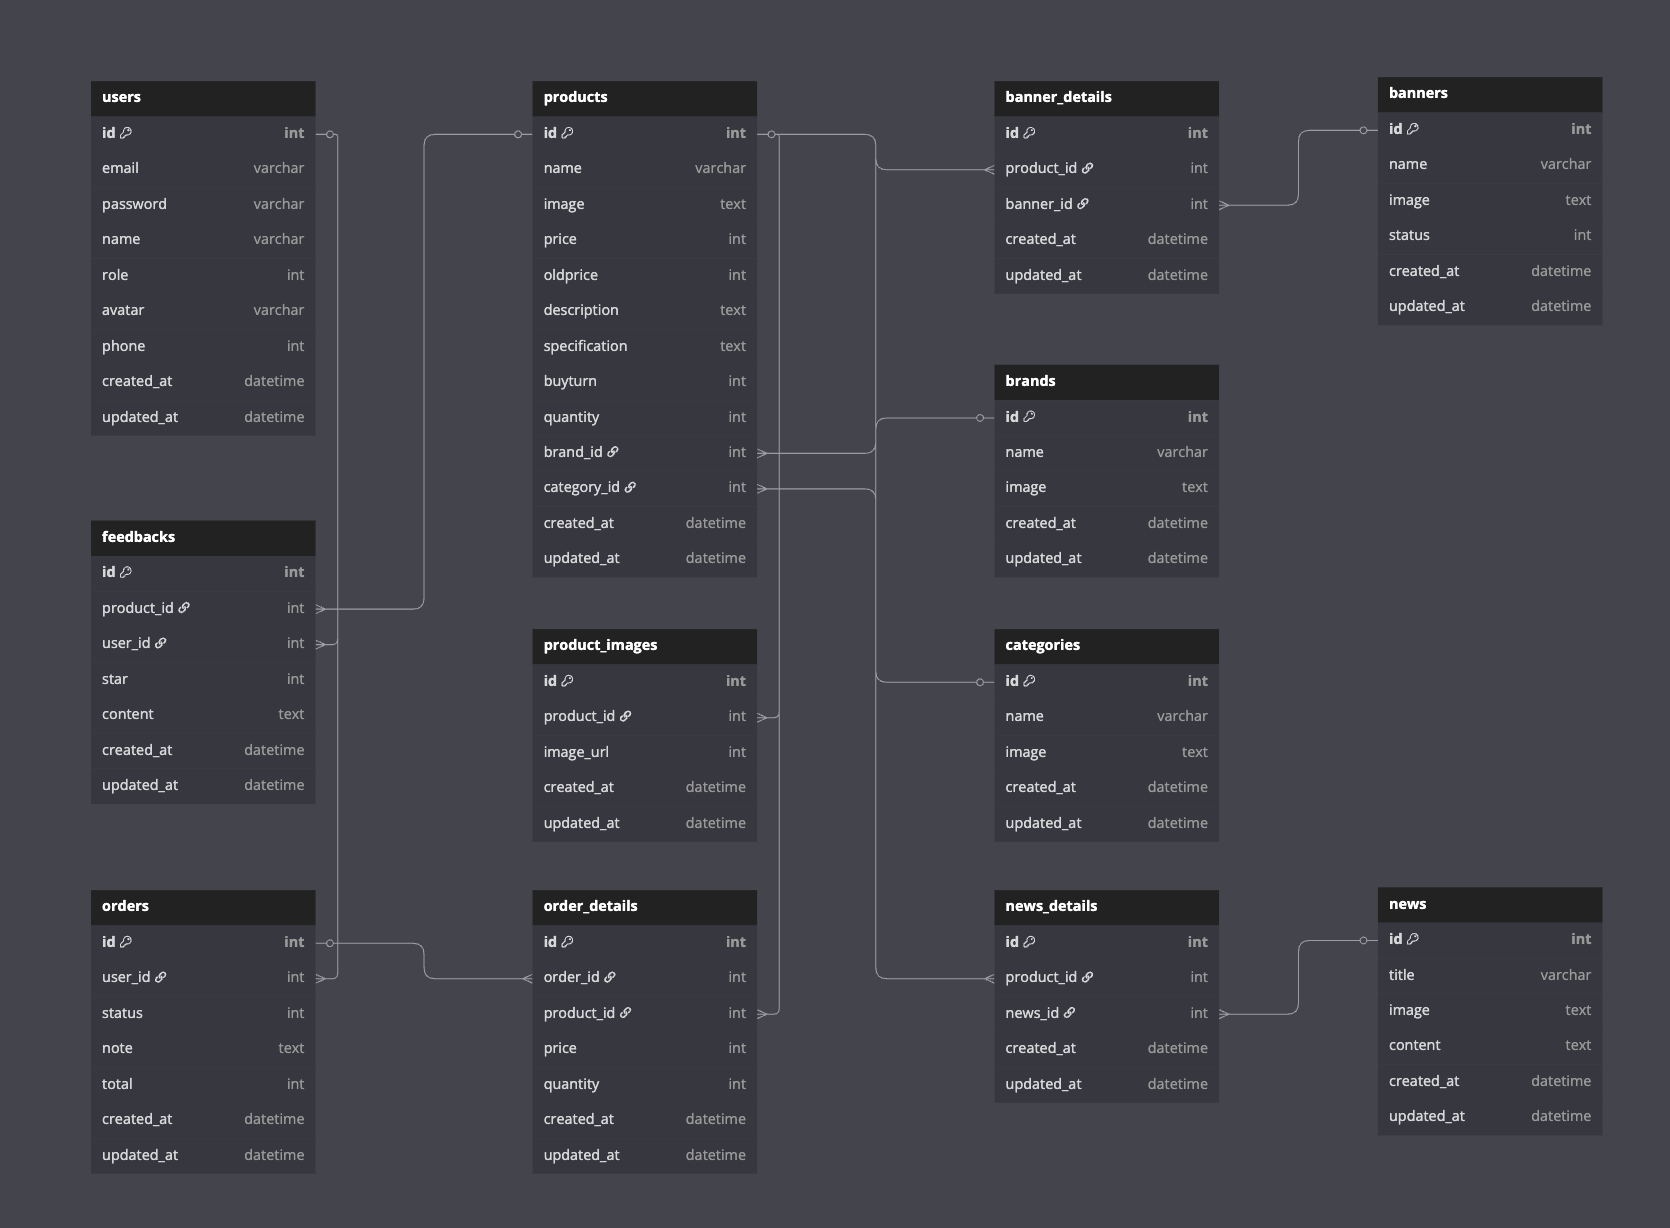 users
id int
email varchar
password varchar
name varchar
role int
avatar varchar
phone int
created_at datetime
updated_at datetime
feedbacks
id int
product_id int
user_id int
star int
content text
created_at datetime
updated_at datetime
orders
id int
user_id int
status int
note text
total int
created_at datetime
updated_at datetime
products
id int
name varchar
image text
price int
oldprice int
description text
specification text
buyturn int
quantity int
brand_id int
category_id int
created_at datetime
updated_at datetime
product_images
id int
product_id int
image_url int
created_at datetime
updated_at datetime
order_details
id int
order_id int
product_id int
price int
quantity int
created_at datetime
updated_at datetime
banner_details
id int
product_id int
banner_id int
created_at datetime
updated_at datetime
brands
id int
name varchar
image text
created_at datetime
updated_at datetime
categories
id int
name varchar
image text
created_at datetime
updated_at datetime
news_details
id int
product_id int
news_id int
created_at datetime
updated_at datetime
banners
id int
name varchar
image text
status int
created_at datetime
updated_at datetime
news
id int
title varchar
image text
content text
created_at datetime
updated_at datetime